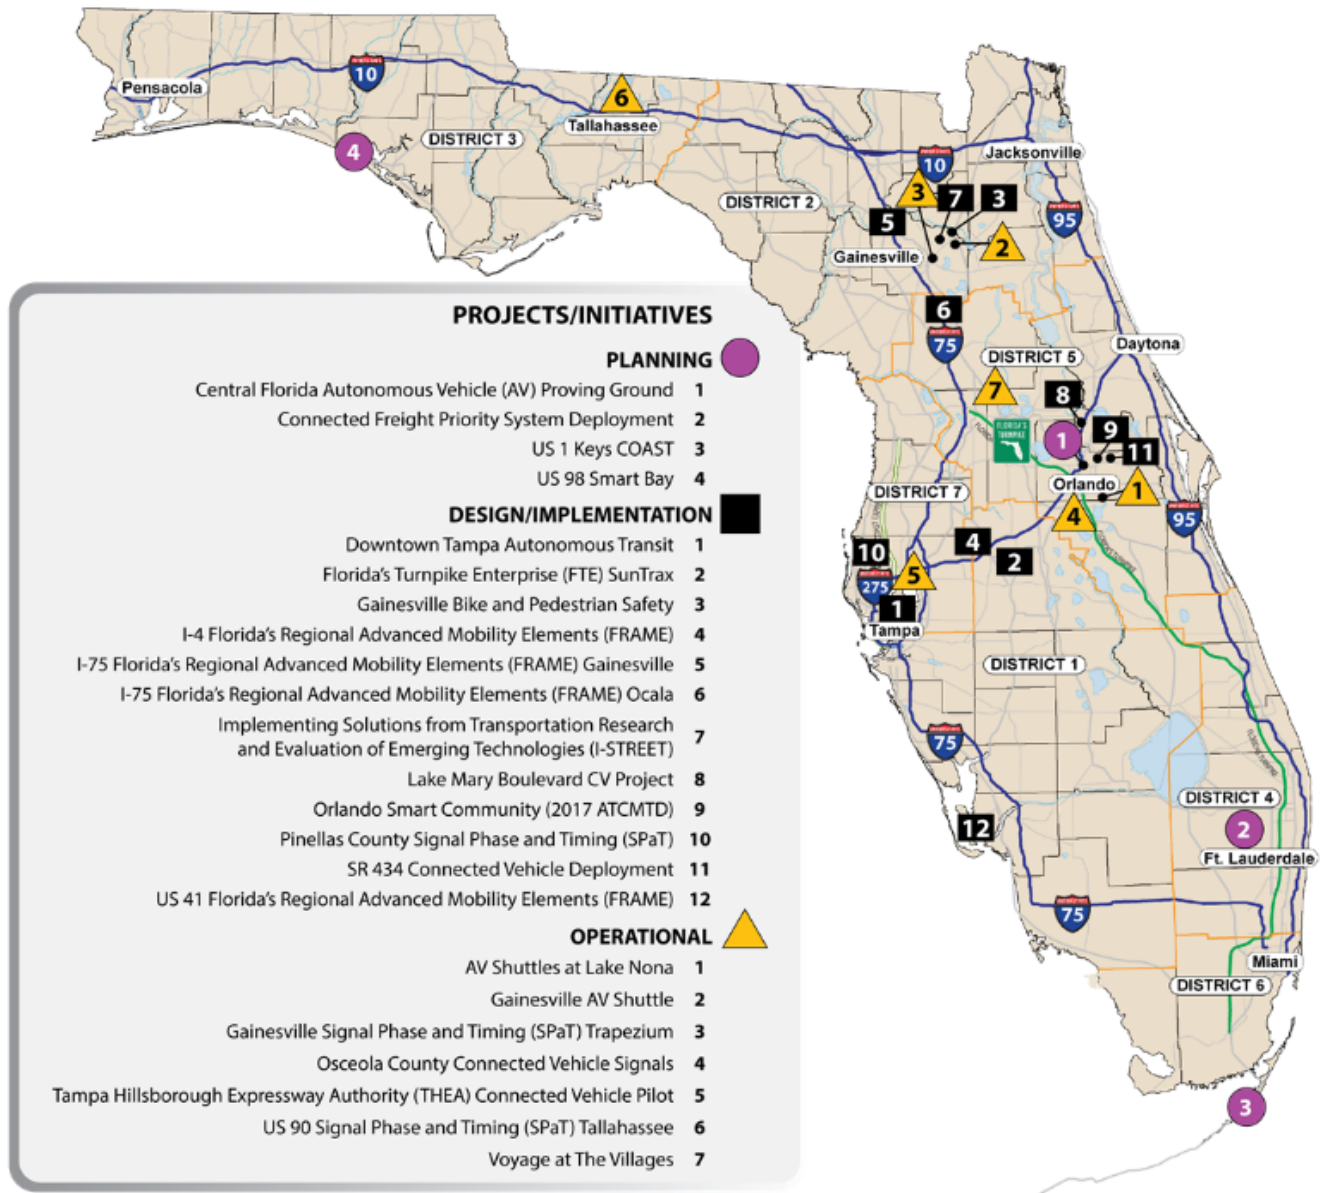 Pensacola
10
6
Tallahassee
DISTRICT 3
4
Jacksonville
10
3
7
3
DISTRICT 2
5
95
2
Gainesville
6
75
Daytona
DISTRICT 5
7
8
FLORIDA'S
TURNPIKE
1
9
11
Orlando
1
DISTRICT 7
4
95
4
10
2
5
275
1
Tampa
DISTRICT 1
75
DISTRICT 4
12
2
Ft. Lauderdale
75
Miami
DISTRICT 6
3
PROJECTS/INITIATIVES
PLANNING
Central Florida Autonomous Vehicle (AV) Proving Ground 1
Connected Freight Priority System Deployment 2
US 1 Keys COAST 3
US 98 Smart Bay 4
DESIGN/IMPLEMENTATION
Downtown Tampa Autonomous Transit 1
Florida's Turnpike Enterprise (FTE) SunTrax 2
Gainesville Bike and Pedestrian Safety 3
I-4 Florida's Regional Advanced Mobility Elements (FRAME) 4
I-75 Florida's Regional Advanced Mobility Elements (FRAME) Gainesville 5
I-75 Florida's Regional Advanced Mobility Elements (FRAME) Ocala 6
Implementing Solutions from Transportation Research
and Evaluation of Emerging Technologies (I-STREET) 7
Lake Mary Boulevard CV Project 8
Orlando Smart Community (2017 ATCMTD) 9
Pinellas County Signal Phase and Timing (SPaT) 10
SR 434 Connected Vehicle Deployment 11
US 41 Florida's Regional Advanced Mobility Elements (FRAME) 12
OPERATIONAL
AV Shuttles at Lake Nona 1
Gainesville AV Shuttle 2
Gainesville Signal Phase and Timing (SPaT) Trapezium 3
Osceola County Connected Vehicle Signals 4
Tampa Hillsborough Expressway Authority (THEA) Connected Vehicle Pilot 5
US 90 Signal Phase and Timing (SPaT) Tallahassee 6
Voyage at The Villages 7